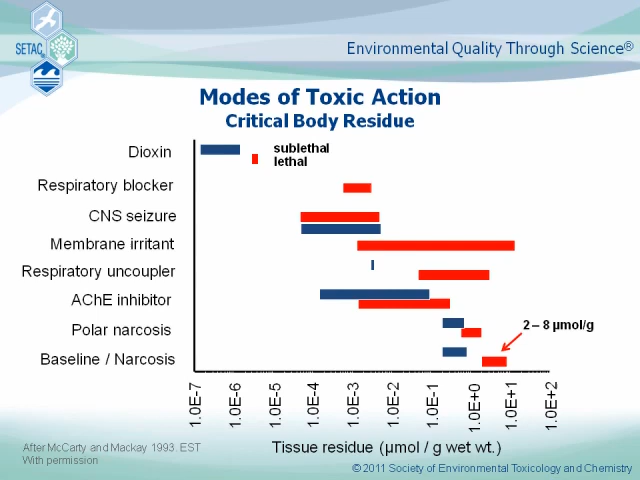 SETAC
Environmental Quality Through Science®
Modes of Toxic Action
Critical Body Residue
Dioxin
sublethal
lethal
Respiratory blocker
CNS seizure
Membrane irritant
Respiratory uncoupler
AChE inhibitor
Polar narcosis
2 – 8 µmol/g
Baseline / Narcosis
1.0E-7
1.0E-6
1.0E-5
1.0E-4
1.0E-3
1.0E-2
1.0E-1
1.0E+0
1.0E+1
1.0E+2
Tissue residue (µmol / g wet wt.)
After McCarty and Mackay 1993. EST
With permission
© 2011 Society of Environmental Toxicology and Chemistry